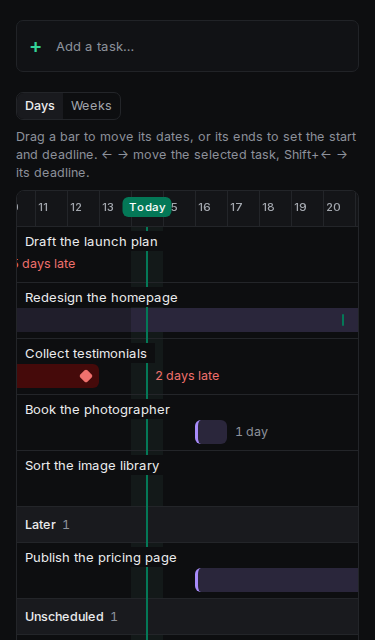 + Add a task...
Days Weeks
Drag a bar to move its dates, or its ends to set the start
and deadline. ← → move the selected task, Shift+← →
its deadline.
11 12 13 Today 16 17 18 19 20
Draft the launch plan
days late
Redesign the homepage
Collect testimonials
2 days late
Book the photographer
1 day
Sort the image library
Later 1
Publish the pricing page
Unscheduled 1